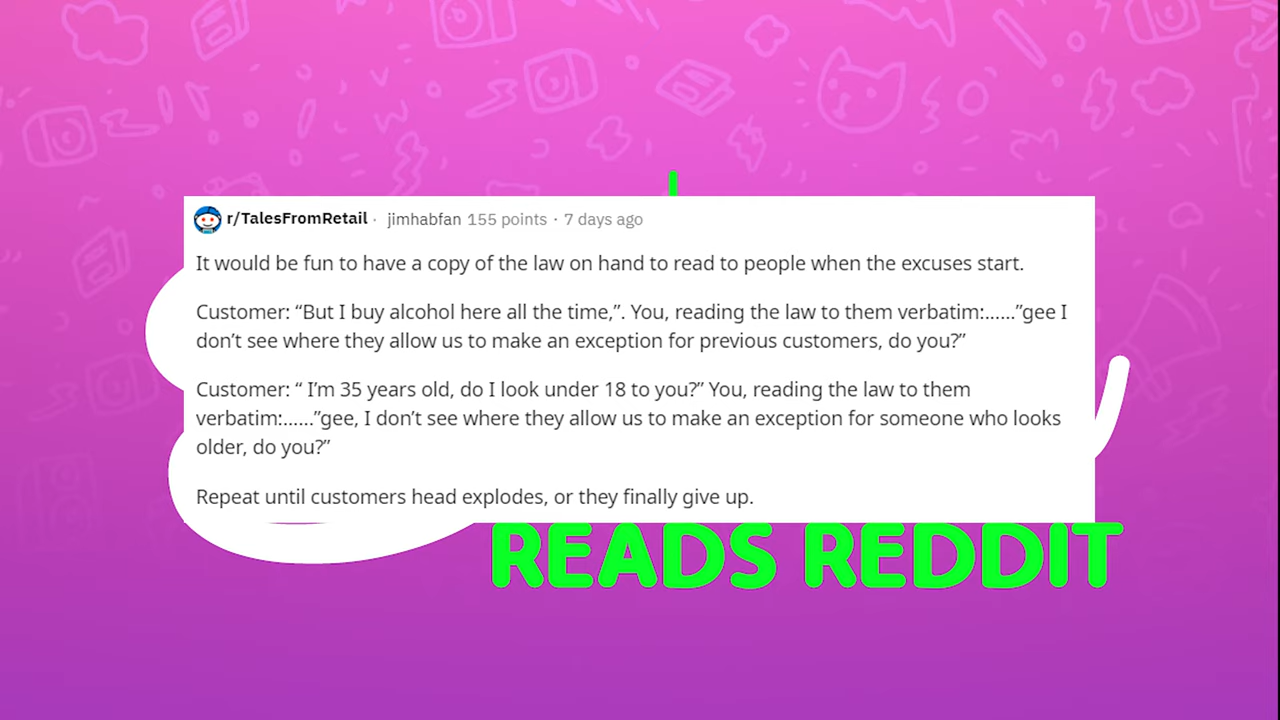 r/TalesFromRetail · jimhabfan 155 points · 7 days ago
It would be fun to have a copy of the law on hand to read to people when the excuses start.
Customer: “But I buy alcohol here all the time,”. You, reading the law to them verbatim:......”gee I
don’t see where they allow us to make an exception for previous customers, do you?”
Customer: “ I’m 35 years old, do I look under 18 to you?” You, reading the law to them
verbatim:......”gee, I don’t see where they allow us to make an exception for someone who looks
older, do you?”
Repeat until customers head explodes, or they finally give up.
READS REDDIT